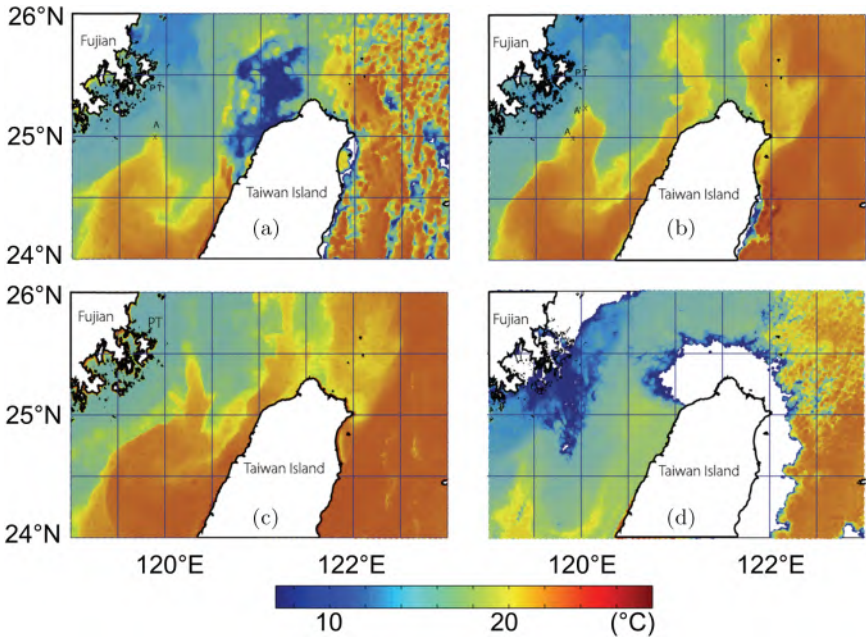 26°N
Fujian
Fujian
PT
PT
A
A
A
25°N
Taiwan Island
Taiwan Island
(a)
(b)
24°N
26°N
Fujian
PT
Fujian
25°N
Taiwan Island
Taiwan Island
(c)
(d)
24°N
120°E
122°E
120°E
122°E
10
20
(°C)